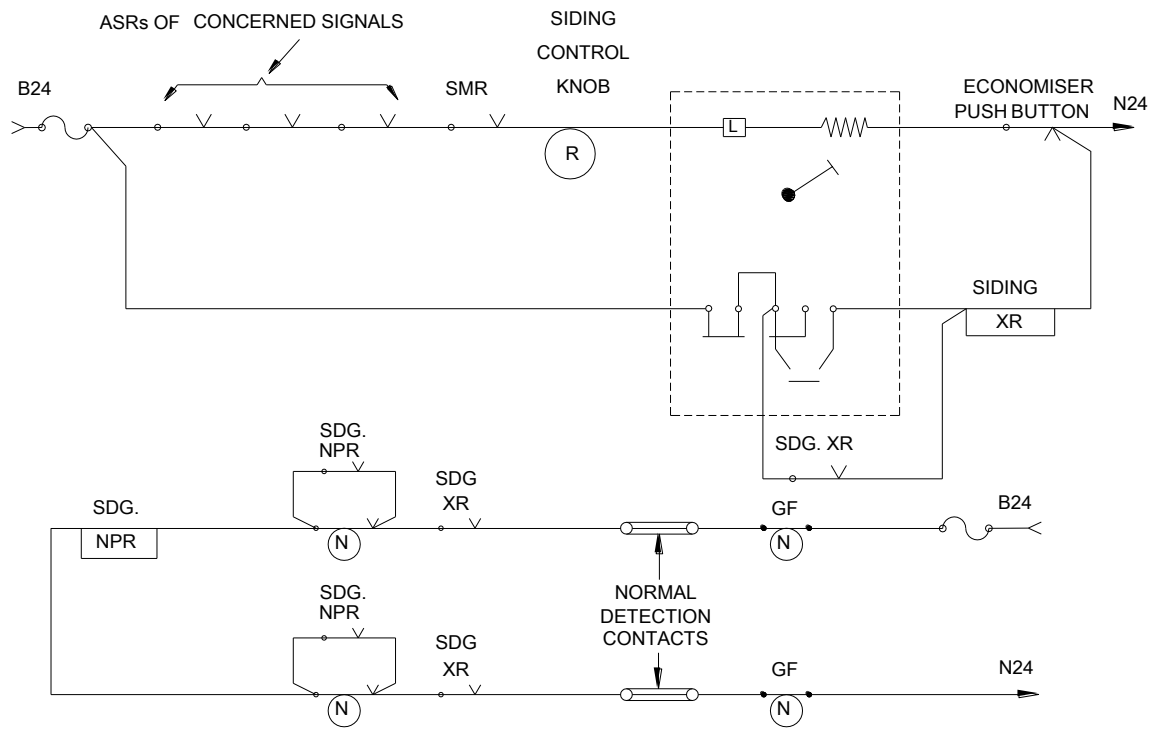 ASRs OF CONCERNED SIGNALS
SIDING
CONTROL
KNOB
B24
SMR
ECONOMISER
PUSH BUTTON
N24
R
L
SIDING
XR
SDG. XR
SDG.
NPR
SDG.
NPR
SDG
XR
GF
B24
N
N
NORMAL
DETECTION
CONTACTS
SDG.
NPR
SDG
XR
GF
N24
N
N